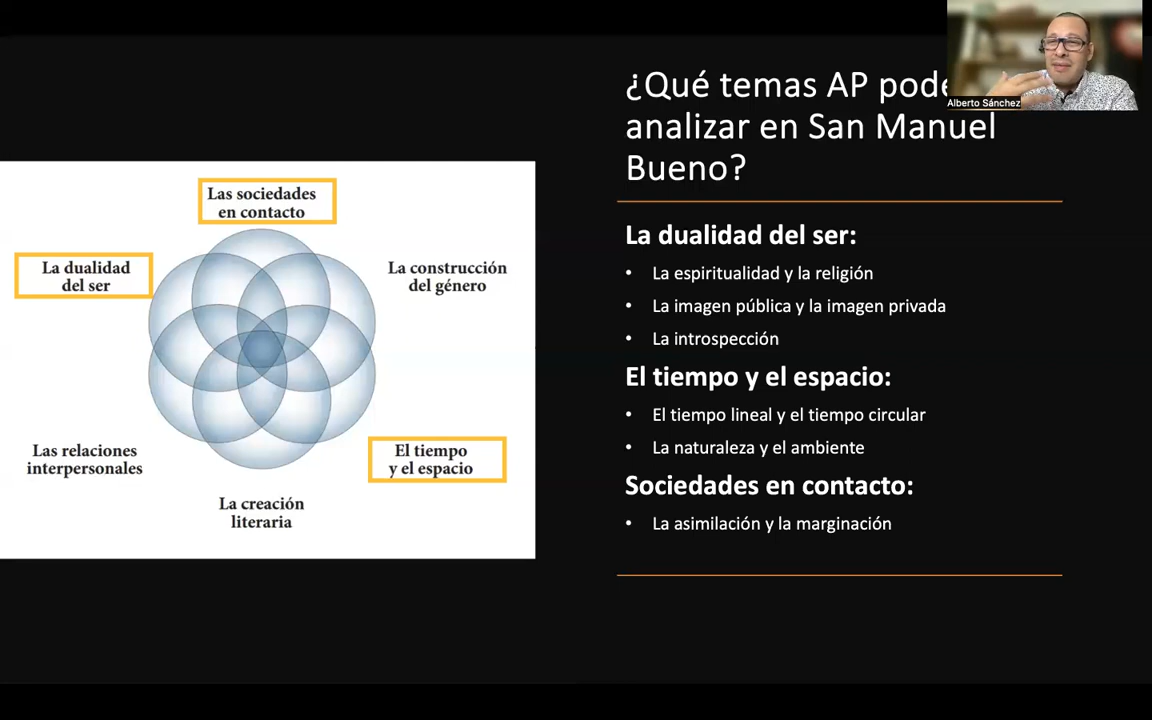 Alberto Sánchez
¿Qué temas AP
analizar en San Manuel
Bueno?
Las sociedades
en contacto
La dualidad
del ser
La construcción
del género
Las relaciones
interpersonales
El tiempo
y el espacio
La creación
literaria
La dualidad del ser:
• La espiritualidad y la religión
• La imagen pública y la imagen privada
• La introspección
El tiempo y el espacio:
• El tiempo lineal y el tiempo circular
• La naturaleza y el ambiente
Sociedades en contacto:
• La asimilación y la marginación